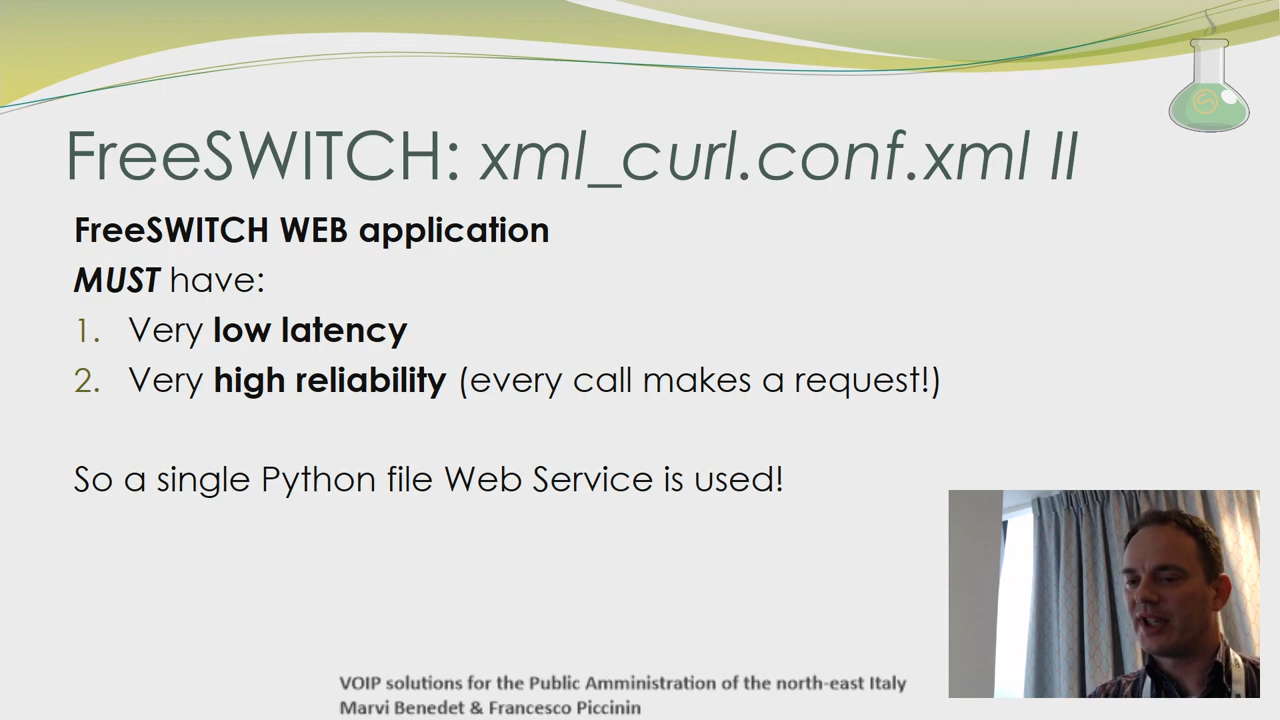 FreeSWITCH: xml_curl.conf.xml II
FreeSWITCH WEB application
MUST have:
1. Very low latency
2. Very high reliability (every call makes a request!)
So a single Python file Web Service is used!
VOIP solutions for the Public Amministration of the north-east Italy
Marvi Benedet & Francesco Piccinin